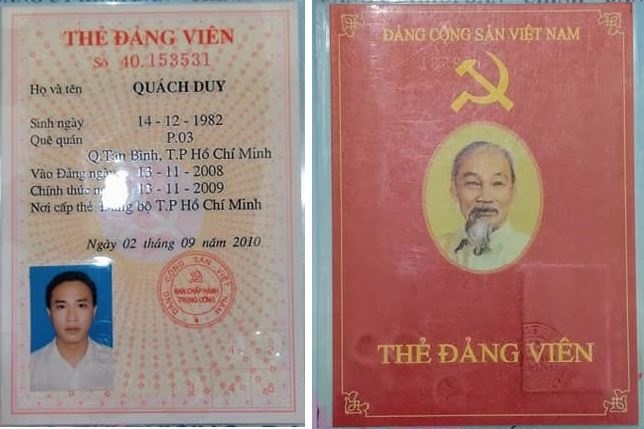 THẺ ĐẢNG VIÊN
Số 40.153531
Họ và tên QUÁCH DUY
Sinh ngày 14 - 12 - 1982
Quê quán P.03
Q.Tân Bình, T.P Hồ Chí Minh
Vào Đảng ngày 13 - 11 - 2008
Chính thức ngày 13 - 11 - 2009
Nơi cấp thẻ Đảng bộ T.P Hồ Chí Minh
Ngày 02 tháng 09 năm 2010
ĐẢNG CỘNG SẢN VIỆT NAM
BAN CHẤP HÀNH
TRUNG ƯƠNG
ĐẢNG CỘNG SẢN VIỆT NAM
THẺ ĐẢNG VIÊN